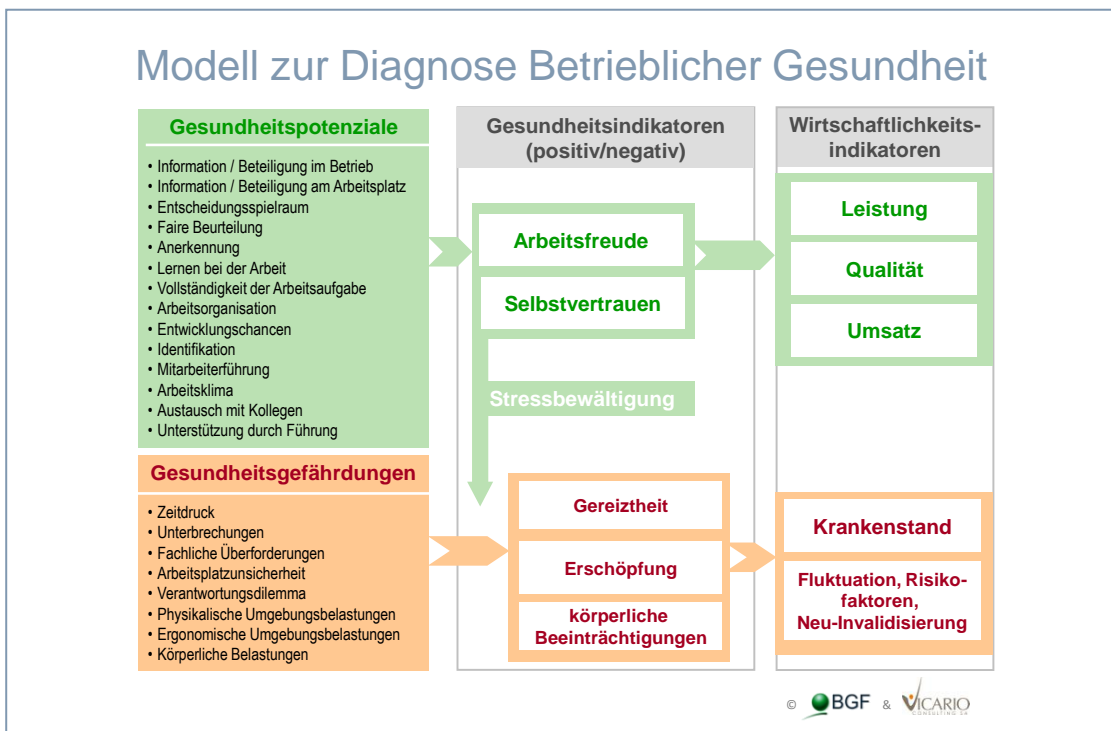 Modell zur Diagnose Betrieblicher Gesundheit
Gesundheitspotenziale
• Information / Beteiligung im Betrieb
• Information / Beteiligung am Arbeitsplatz
• Entscheidungsspielraum
• Faire Beurteilung
• Anerkennung
• Lernen bei der Arbeit
• Vollständigkeit der Arbeitsaufgabe
• Arbeitsorganisation
• Entwicklungschancen
• Identifikation
• Mitarbeiterführung
• Arbeitsklima
• Austausch mit Kollegen
• Unterstützung durch Führung
Gesundheitsgefährdungen
• Zeitdruck
• Unterbrechungen
• Fachliche Überforderungen
• Arbeitsplatzunsicherheit
• Verantwortungsdilemma
• Physikalische Umgebungsbelastungen
• Ergonomische Umgebungsbelastungen
• Körperliche Belastungen
Gesundheitsindikatoren
(positiv/negativ)
Arbeitsfreude
Selbstvertrauen
Stressbewältigung
Gereiztheit
Erschöpfung
körperliche
Beeinträchtigungen
Wirtschaftlichkeits-
indikatoren
Leistung
Qualität
Umsatz
Krankenstand
Fluktuation, Risiko-
faktoren,
Neu-Invalidisierung
© BGF & VICARIO
CONSULTING SA